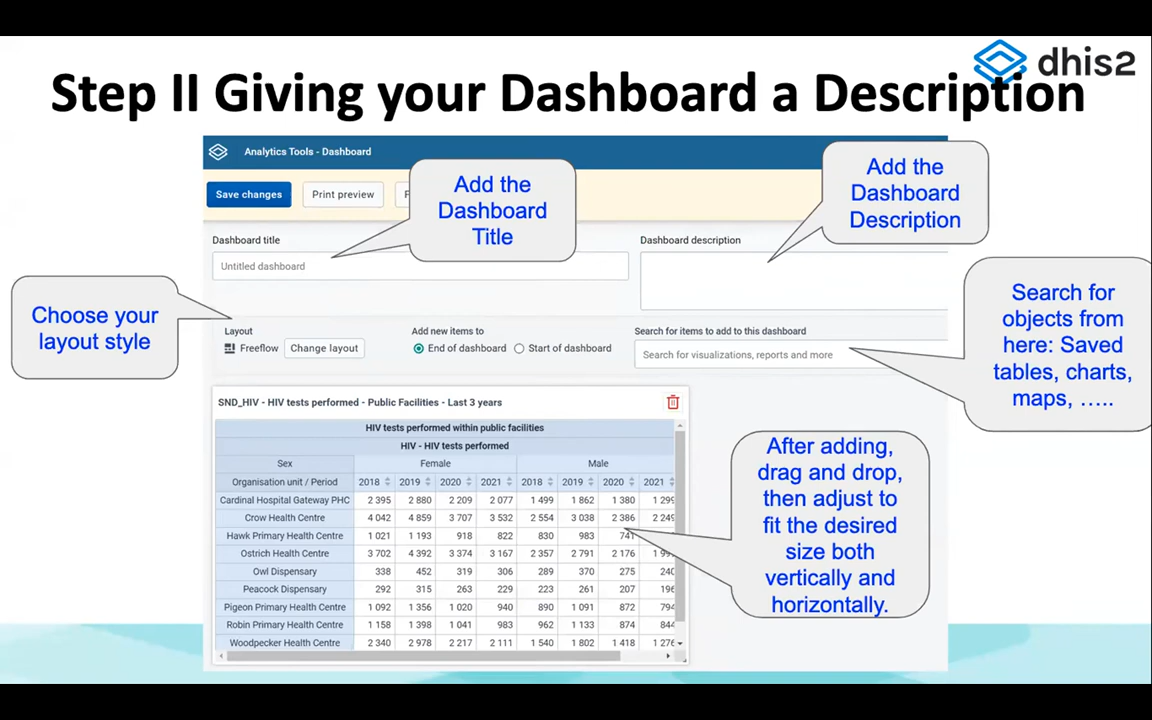 dhis2
Step II Giving your Dashboard a Description
Analytics Tools - Dashboard
Save changes
Print preview
F
Add the
Dashboard
Title
Add the
Dashboard
Description
Dashboard title
Untitled dashboard
Dashboard description
Choose your
layout style
Layout
Freeflow
Change layout
Add new items to
End of dashboard
Start of dashboard
Search for items to add to this dashboard
Search for visualizations, reports and more
Search for
objects from
here: Saved
tables, charts,
maps, …..
SND_HIV - HIV tests performed - Public Facilities - Last 3 years
HIV tests performed within public facilities
HIV - HIV tests performed
Sex Female Male
Organisation unit / Period 2018 2019 2020 2021 2018 2019 2020 2021
Cardinal Hospital Gateway PHC 2 395 2 880 2 209 2 077 1 499 1 862 1 380 1 299
Crow Health Centre 4 042 4 859 3 707 3 532 2 554 3 038 2 386 2 249
Hawk Primary Health Centre 1 021 1 193 918 822 830 983 741
Ostrich Health Centre 3 702 4 392 3 374 3 167 2 357 2 791 2 176 1 99
Owl Dispensary 338 452 319 306 289 370 275 240
Peacock Dispensary 292 315 263 229 223 261 207 196
Pigeon Primary Health Centre 1 092 1 356 1 020 940 890 1 091 872 794
Robin Primary Health Centre 1 158 1 398 1 041 983 962 1 133 874 844
Woodpecker Health Centre 2 340 2 978 2 217 2 111 1 540 1 802 1 418 1 276
After adding,
drag and drop,
then adjust to
fit the desired
size both
vertically and
horizontally.